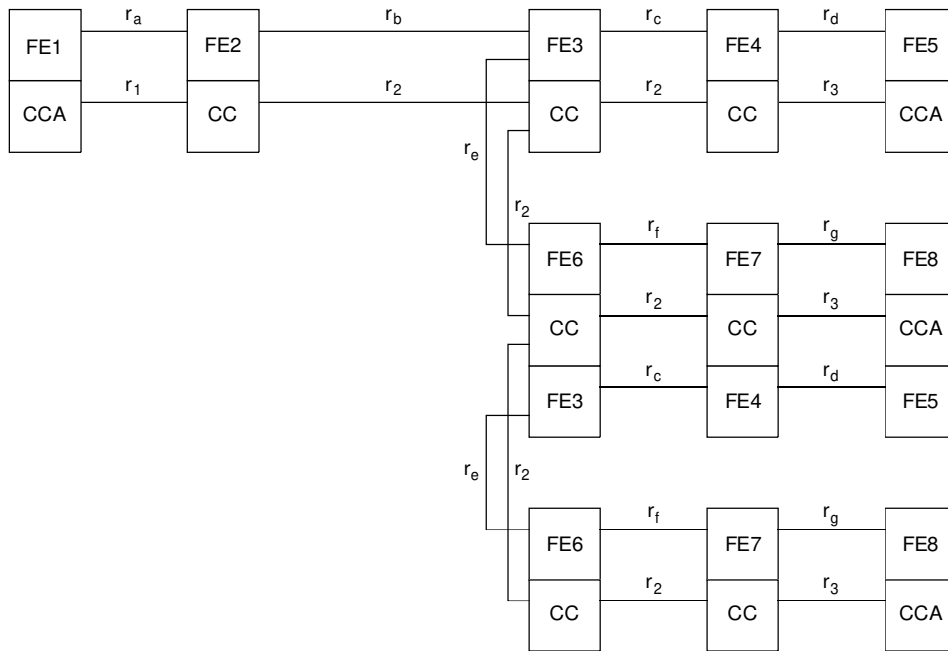 r_a r_b r_c r_d
FE1 FE2 FE3 FE4 FE5
r_1 r_2 r_2 r_3
CCA CC CC CC CCA
r_e
r_2
r_f r_g
FE6 FE7 FE8
r_2 r_3
CC CC CCA
r_c r_d
FE3 FE4 FE5
r_e r_2
r_f r_g
FE6 FE7 FE8
r_2 r_3
CC CC CCA